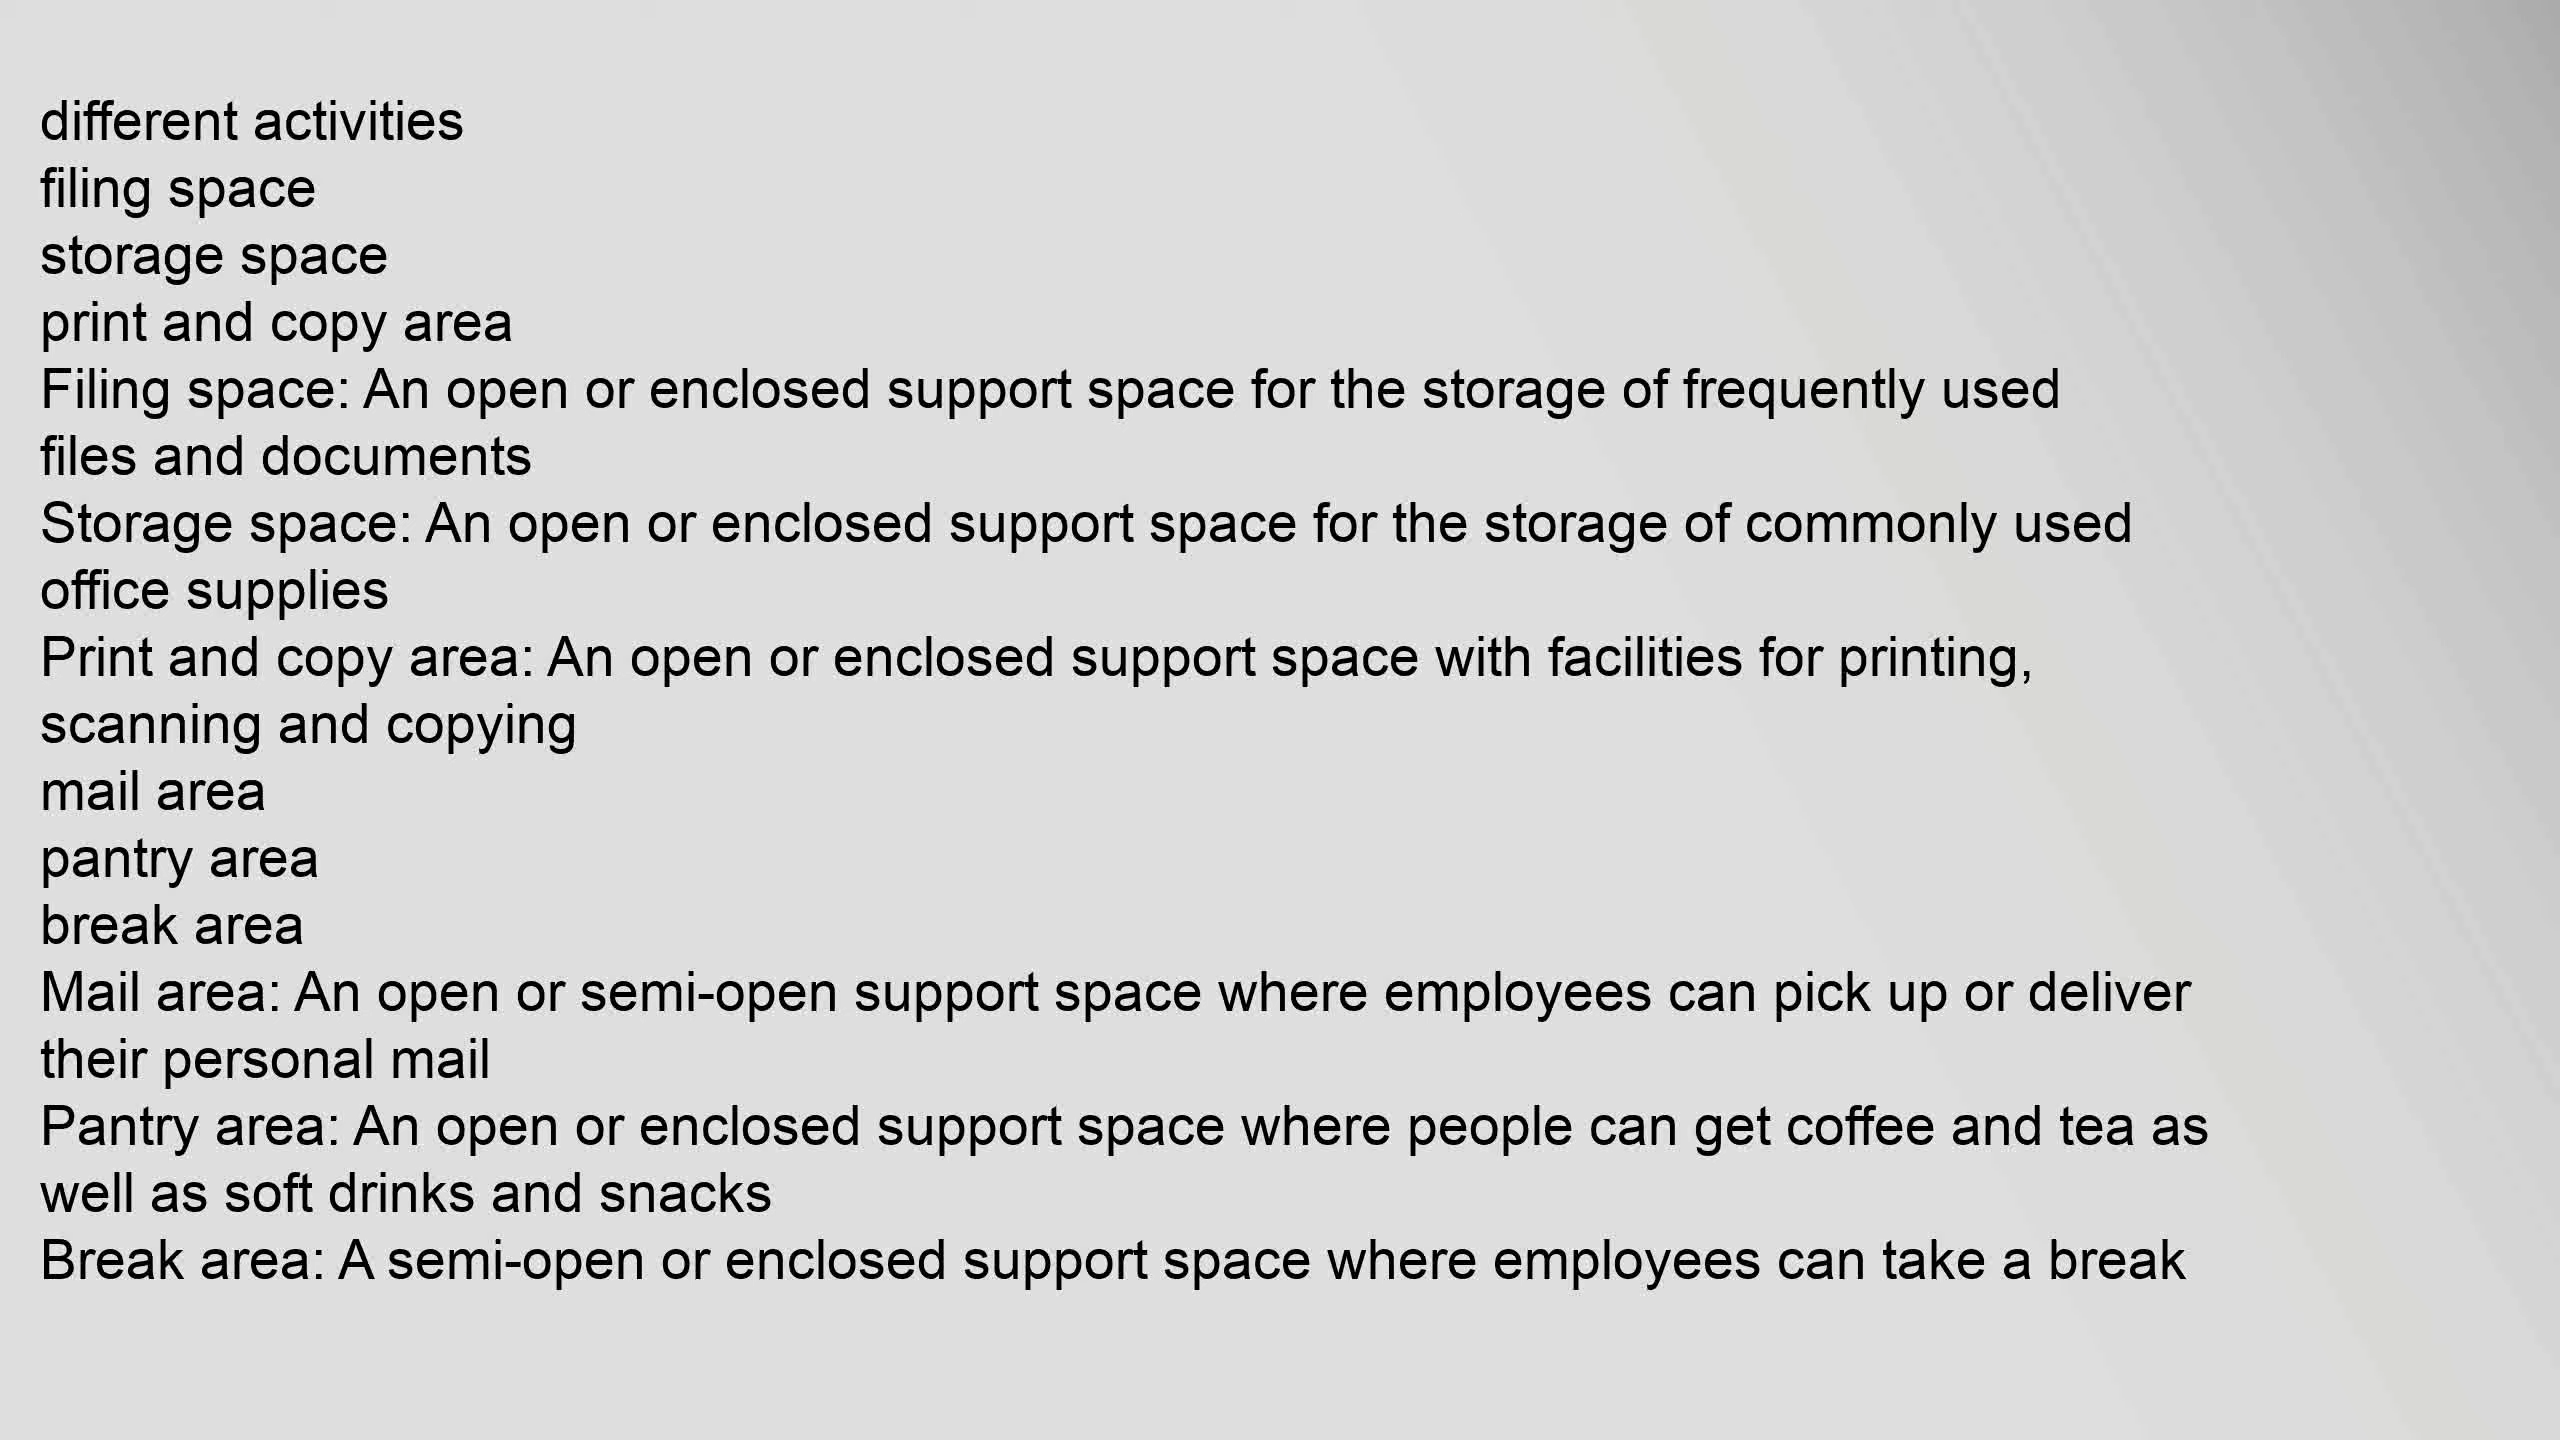 different activities
filing space
storage space
print and copy area
Filing space: An open or enclosed support space for the storage of frequently used
files and documents
Storage space: An open or enclosed support space for the storage of commonly used
office supplies
Print and copy area: An open or enclosed support space with facilities for printing,
scanning and copying
mail area
pantry area
break area
Mail area: An open or semi-open support space where employees can pick up or deliver
their personal mail
Pantry area: An open or enclosed support space where people can get coffee and tea as
well as soft drinks and snacks
Break area: A semi-open or enclosed support space where employees can take a break